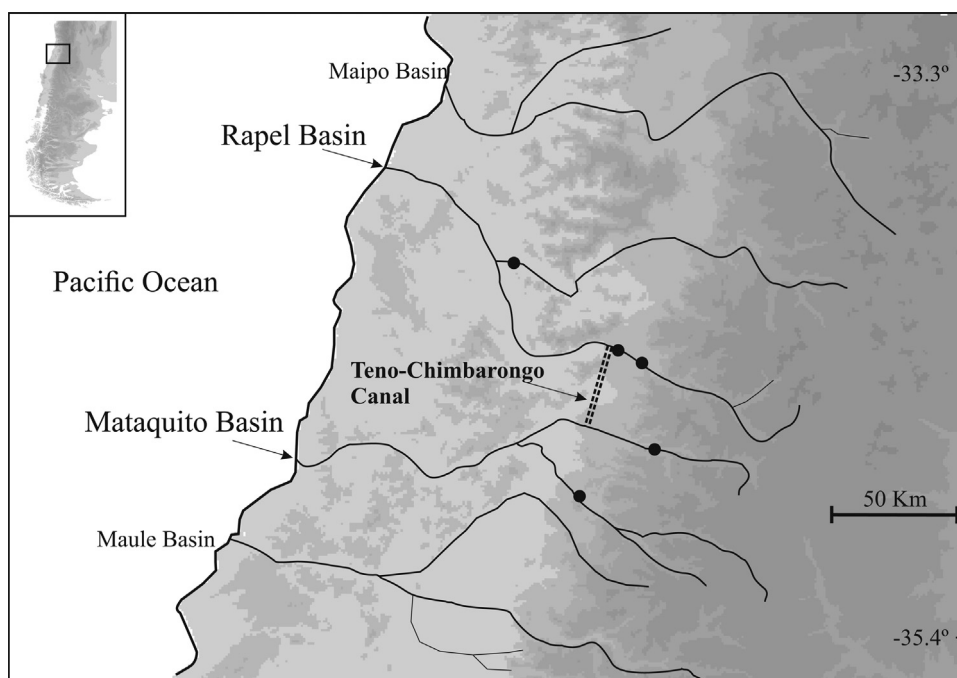 Maipo Basin
-33.3º
Rapel Basin
Pacific Ocean
Teno-Chimbarongo
Canal
Mataquito Basin
50 Km
Maule Basin
-35.4º